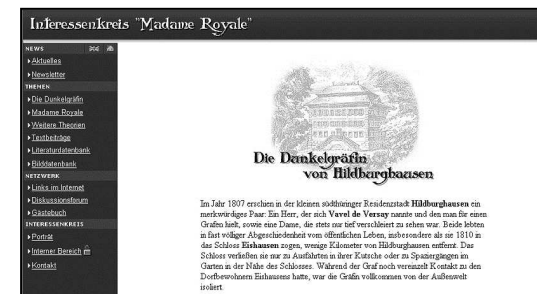 Interessenkreis "Madame Royale"
NEWS
Aktuelles
Newsletter
THEMEN
Die Dunkelgräfin
Madame Royale
Weitere Theorien
Textbeiträge
Literaturdatenbank
Bilddatenbank
NETZWERK
Links im Internet
Diskussionsforum
Gästebuch
INTERESSENKREIS
Porträt
Interner Bereich
Kontakt
Die Dunkelgräfin
von Hildburghausen
Im Jahr 1807 erschien in der kleinen südthüringer Residenzstadt Hildburghausen ein
merkwürdiges Paar: Ein Herr, der sich Vavel de Versay nannte und den man für einen
Grafen hielt, sowie eine Dame, die stets nur tief verschleiert zu sehen war. Beide lebten
in fast völliger Abgeschiedenheit vom öffentlichen Leben, insbesondere als sie 1810 in
das Schloss Eishausen zogen, wenige Kilometer von Hildburghausen entfernt. Das
Schloss verließen sie nur zu Ausfahrten in ihrer Kutsche oder zu Spaziergängen im
Garten in der Nähe des Schlosses. Während der Graf noch vereinzelt Kontakt zu den
Dorfbewohnern Eishausens hatte, war die Gräfin vollkommen von der Außenwelt
isoliert.